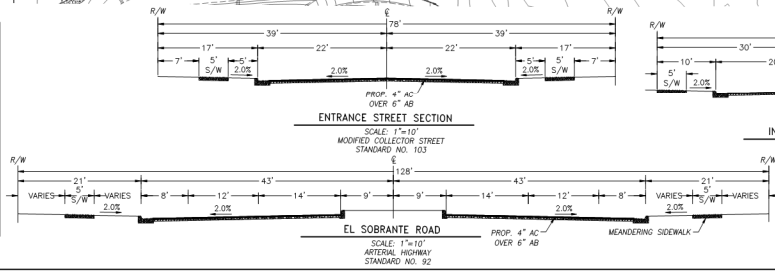 R/W ℄ R/W
78'
39' 39'
17' 22' 22' 17'
7' 5' S/W 5' 2.0% 2.0% 2.0% 2.0% 5' 5' S/W 7'
PROP. 4" AC
OVER 6" AB
ENTRANCE STREET SECTION
SCALE: 1"=10'
MODIFIED COLLECTOR STREET
STANDARD NO. 103
R/W
30'
10'
5'
S/W 2.0%
R/W ℄ R/W
128'
21' 43' 43' 21'
VARIES 5' S/W VARIES 8' 12' 14' 9' 9' 14' 12' 8' VARIES 5' S/W VARIES
2.0% 2.0% 2.0% 2.0%
EL SOBRANTE ROAD
SCALE: 1"=10'
ARTERIAL HIGHWAY
STANDARD NO. 92
PROP. 4" AC
OVER 6" AB
MEANDERING SIDEWALK